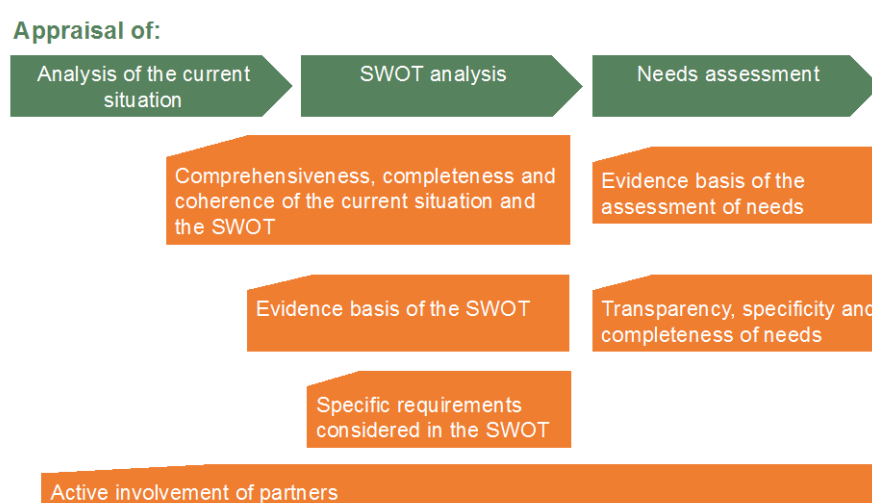 Appraisal of:
Analysis of the current
situation
SWOT analysis
Needs assessment
Comprehensiveness, completeness and
coherence of the current situation and
the SWOT
Evidence basis of the
assessment of needs
Evidence basis of the SWOT
Transparency, specificity and
completeness of needs
Specific requirements
considered in the SWOT
Active involvement of partners